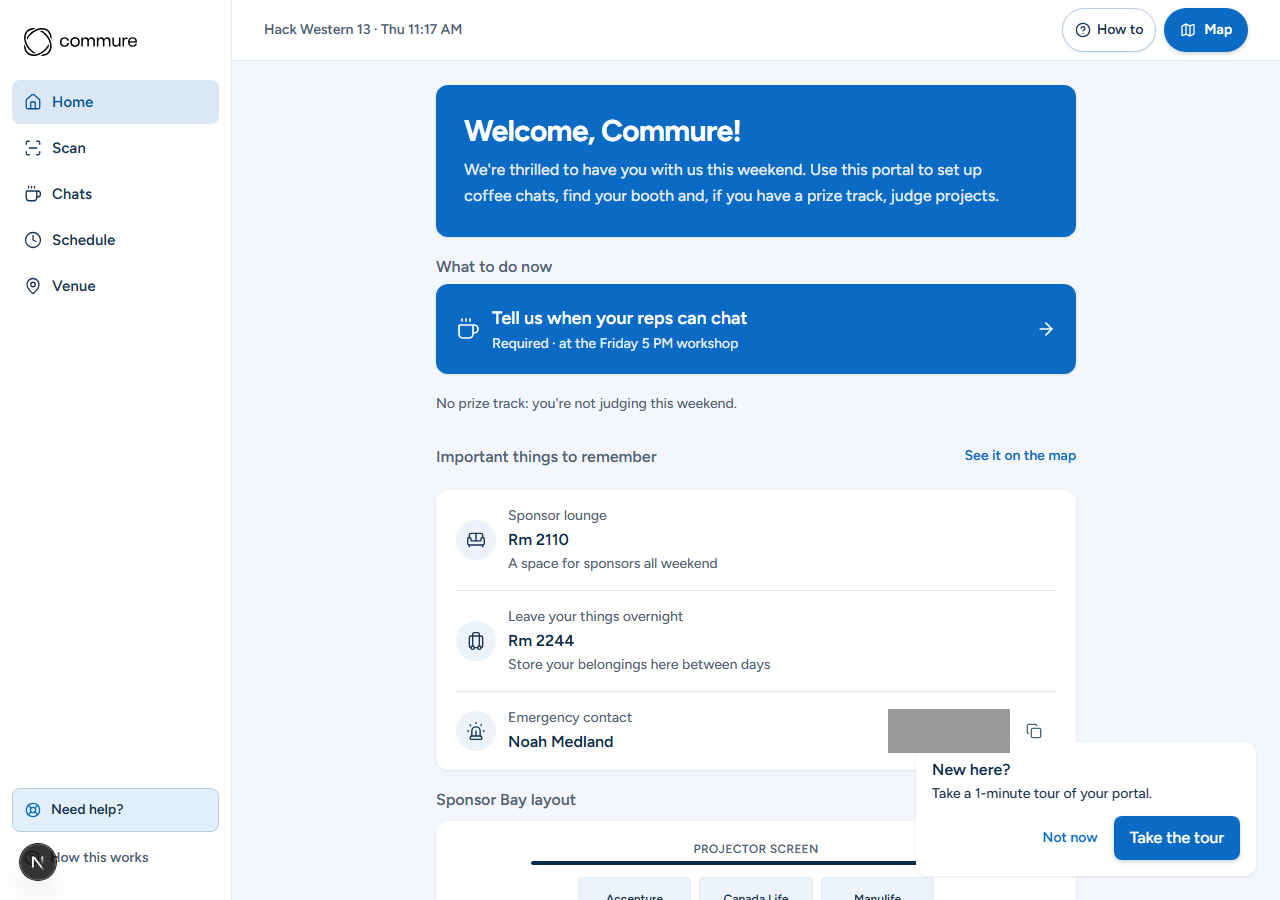 commure
Hack Western 13 · Thu 11:17 AM
How to
Map
Home
Scan
Chats
Schedule
Venue
Welcome, Commure!
We're thrilled to have you with us this weekend. Use this portal to set up
coffee chats, find your booth and, if you have a prize track, judge projects.
What to do now
Tell us when your reps can chat
Required · at the Friday 5 PM workshop
No prize track: you're not judging this weekend.
Important things to remember
See it on the map
Sponsor lounge
Rm 2110
A space for sponsors all weekend
Leave your things overnight
Rm 2244
Store your belongings here between days
Emergency contact
Noah Medland
Sponsor Bay layout
PROJECTOR SCREEN
Accenture
Canada Life
Manulife
New here?
Take a 1-minute tour of your portal.
Not now
Take the tour
Need help?
How this works
N